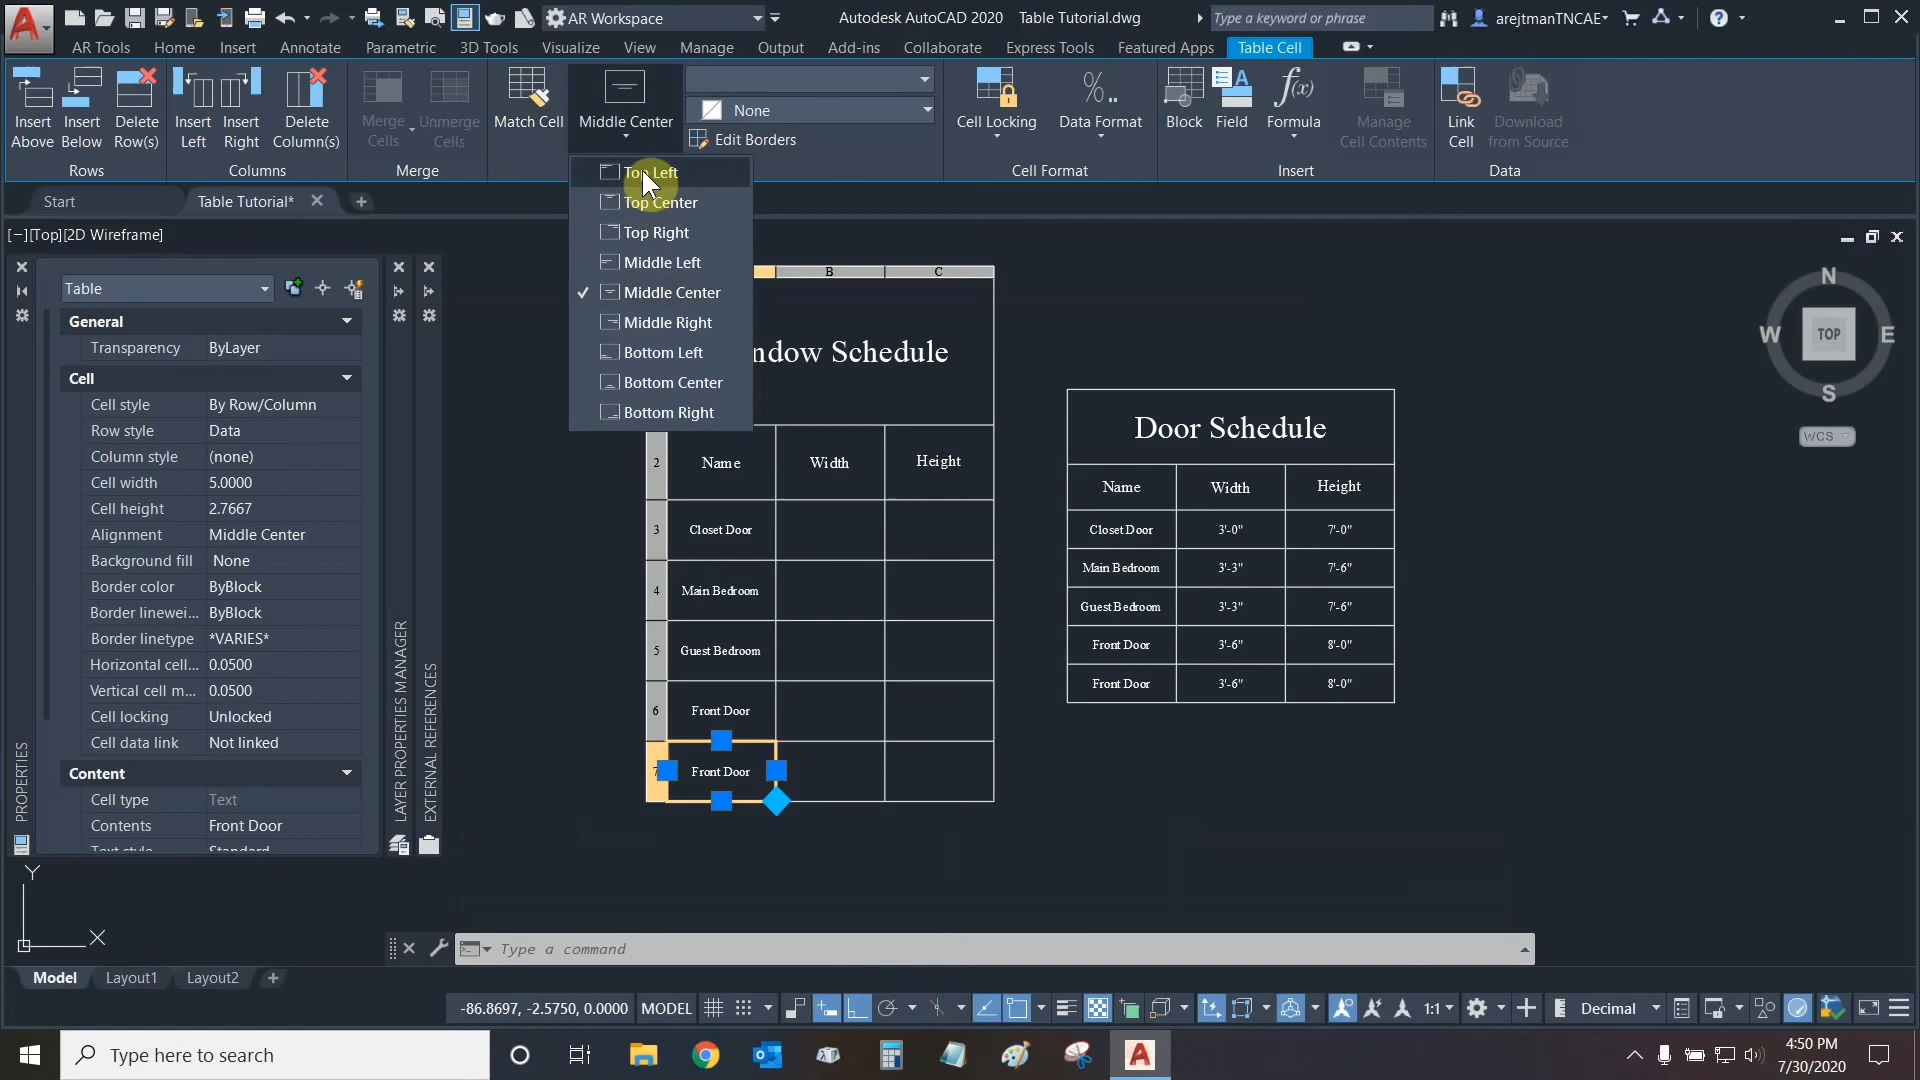 AR Workspace
Autodesk AutoCAD 2020 Table Tutorial.dwg
Type a keyword or phrase
arejtmanTNCAE
AR Tools Home Insert Annotate Parametric 3D Tools Visualize View Manage Output Add-ins Collaborate Express Tools Featured Apps Table Cell
Insert Above
Insert Below
Delete Row(s)
Rows
Insert Left
Insert Right
Delete Column(s)
Columns
Merge Cells
Unmerge Cells
Merge
Match Cell
Middle Center
None
Edit Borders
Cell Locking
Data Format
Cell Format
Block
Field
Formula
Manage Cell Contents
Insert
Link Cell
Download from Source
Data
Top Left
Top Center
Top Right
Middle Left
Middle Center
Middle Right
Bottom Left
Bottom Center
Bottom Right
Start
Table Tutorial*
[−][Top][2D Wireframe]
Table
General
Transparency ByLayer
Cell
Cell style By Row/Column
Row style Data
Column style (none)
Cell width 5.0000
Cell height 2.7667
Alignment Middle Center
Background fill None
Border color ByBlock
Border linewei... ByBlock
Border linetype *VARIES*
Horizontal cell... 0.0500
Vertical cell m... 0.0500
Cell locking Unlocked
Cell data link Not linked
Content
Cell type Text
Contents Front Door
Text style Standard
PROPERTIES
LAYER PROPERTIES MANAGER
EXTERNAL REFERENCES
B C
ndow Schedule
2 Name Width Height
3 Closet Door
4 Main Bedroom
5 Guest Bedroom
6 Front Door
7 Front Door
Door Schedule
Name Width Height
Closet Door 3'-0" 7'-0"
Main Bedroom 3'-3" 7'-6"
Guest Bedroom 3'-3" 7'-6"
Front Door 3'-6" 8'-0"
Front Door 3'-6" 8'-0"
N
W TOP E
S
WCS
Y
X
Type a command
Model Layout1 Layout2
-86.8697, -2.5750, 0.0000 MODEL
1:1
Decimal
Type here to search
4:50 PM
7/30/2020